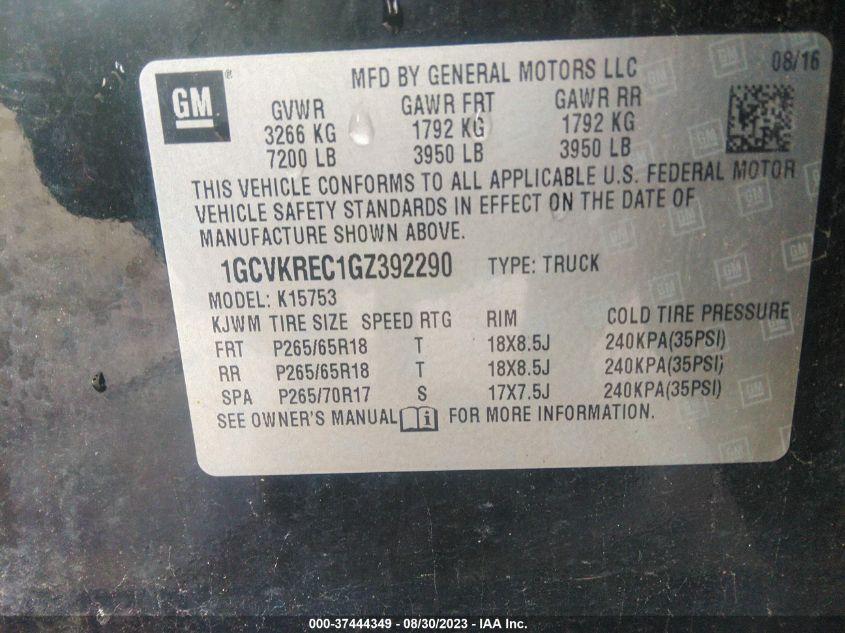 GM ®
MFD BY GENERAL MOTORS LLC 08/16
GVWR GAWR FRT GAWR RR
3266 KG 1792 KG 1792 KG
7200 LB 3950 LB 3950 LB
THIS VEHICLE CONFORMS TO ALL APPLICABLE U.S. FEDERAL MOTOR
VEHICLE SAFETY STANDARDS IN EFFECT ON THE DATE OF
MANUFACTURE SHOWN ABOVE.
1GCVKREC1GZ392290 TYPE: TRUCK
MODEL: K15753
KJWM TIRE SIZE SPEED RTG RIM COLD TIRE PRESSURE
FRT P265/65R18 T 18X8.5J 240KPA(35PSI)
RR P265/65R18 T 18X8.5J 240KPA(35PSI)
SPA P265/70R17 S 17X7.5J 240KPA(35PSI)
SEE OWNER'S MANUAL i FOR MORE INFORMATION.
000-37444349 - 08/30/2023 - IAA Inc.